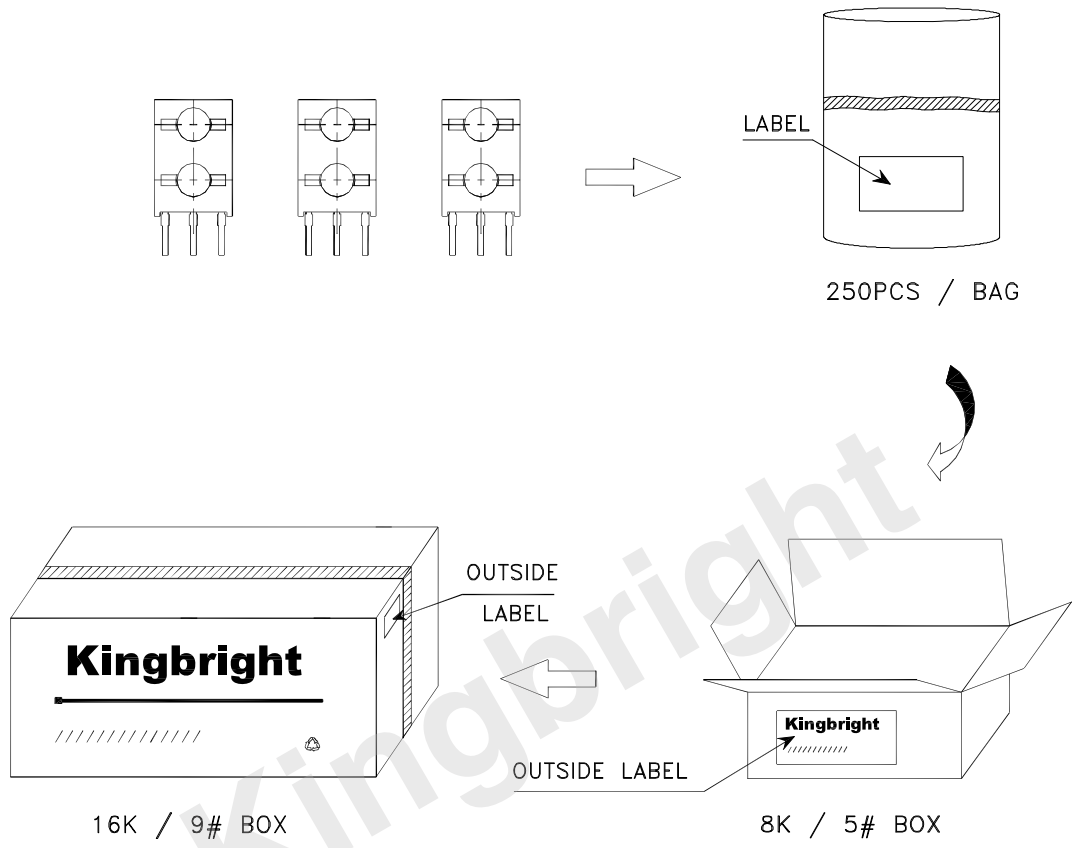 LABEL
250PCS / BAG
OUTSIDE
LABEL
Kingbright
Kingbright
OUTSIDE LABEL
16K / 9# BOX
8K / 5# BOX
Kingbright